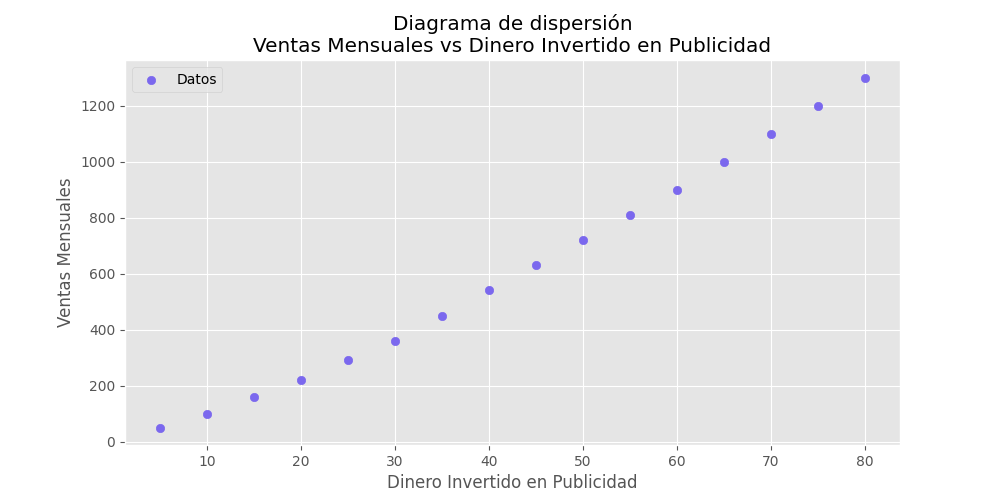 Diagrama de dispersión
Ventas Mensuales vs Dinero Invertido en Publicidad
Datos
Ventas Mensuales
1200
1000
800
600
400
200
0
10 20 30 40 50 60 70 80
Dinero Invertido en Publicidad